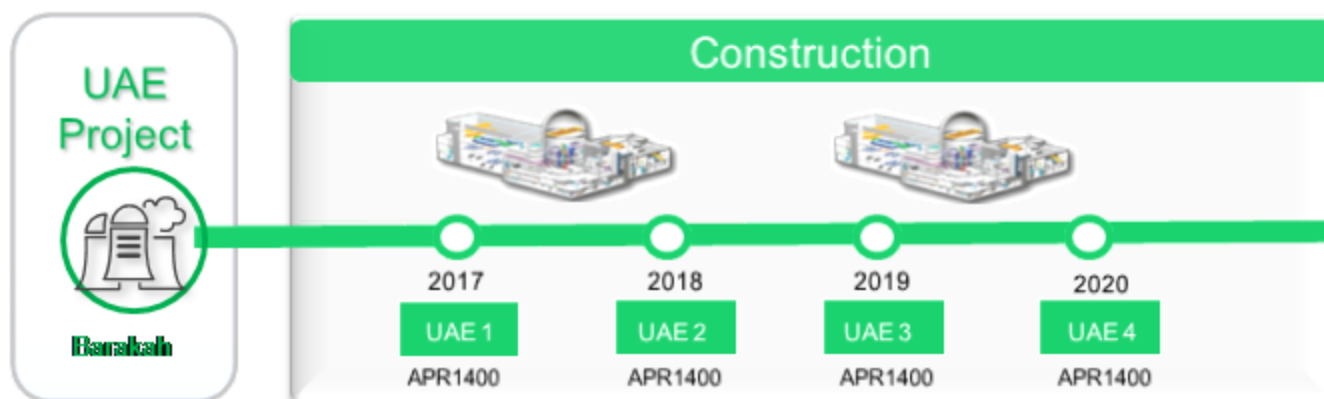 UAE
Project
Barakah
Construction
2017
2018
2019
2020
UAE 1
UAE 2
UAE 3
UAE 4
APR1400
APR1400
APR1400
APR1400